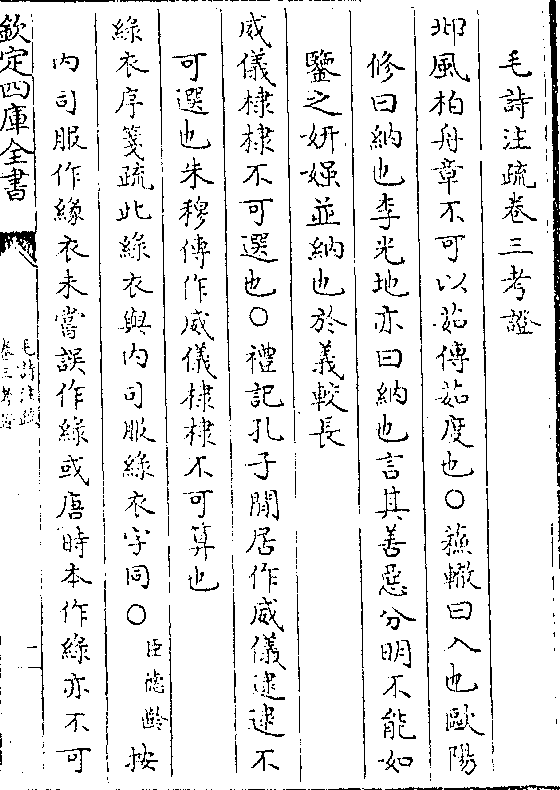 毛詩注疏卷三考證
邶風柏舟章不可以茹傳茹度也○蘇轍曰入也歐陽
修曰納也李光地亦曰納也言其善惡分明不能如
鑒之妍媸並納也於義較長
威儀棣棣不可選也○禮記孔子閒居作威儀逮逮不
可選也朱穆傳作威儀棣棣不可算也
綠衣序箋疏此綠衣與內司服綠衣字同○臣德齡按
內司服作緣衣未嘗誤作綠或唐時本作綠亦不可
欽定四庫全書
毛詩注疏
卷三考證
一